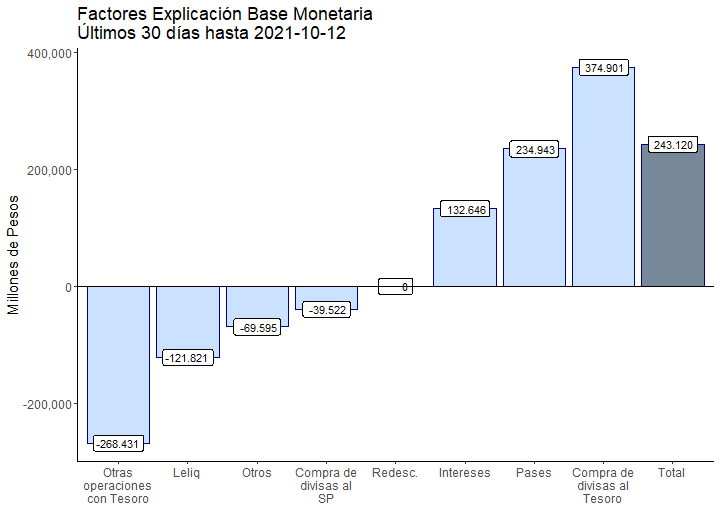 Factores Explicación Base Monetaria
Últimos 30 días hasta 2021-10-12
Millones de Pesos
400,000
200,000
0
-200,000
-268.431
-121.821
-69.595
-39.522
0
132.646
234.943
374.901
243.120
Otras
operaciones
con Tesoro
Leliq
Otros
Compra de
divisas al
SP
Redesc.
Intereses
Pases
Compra de
divisas al
Tesoro
Total